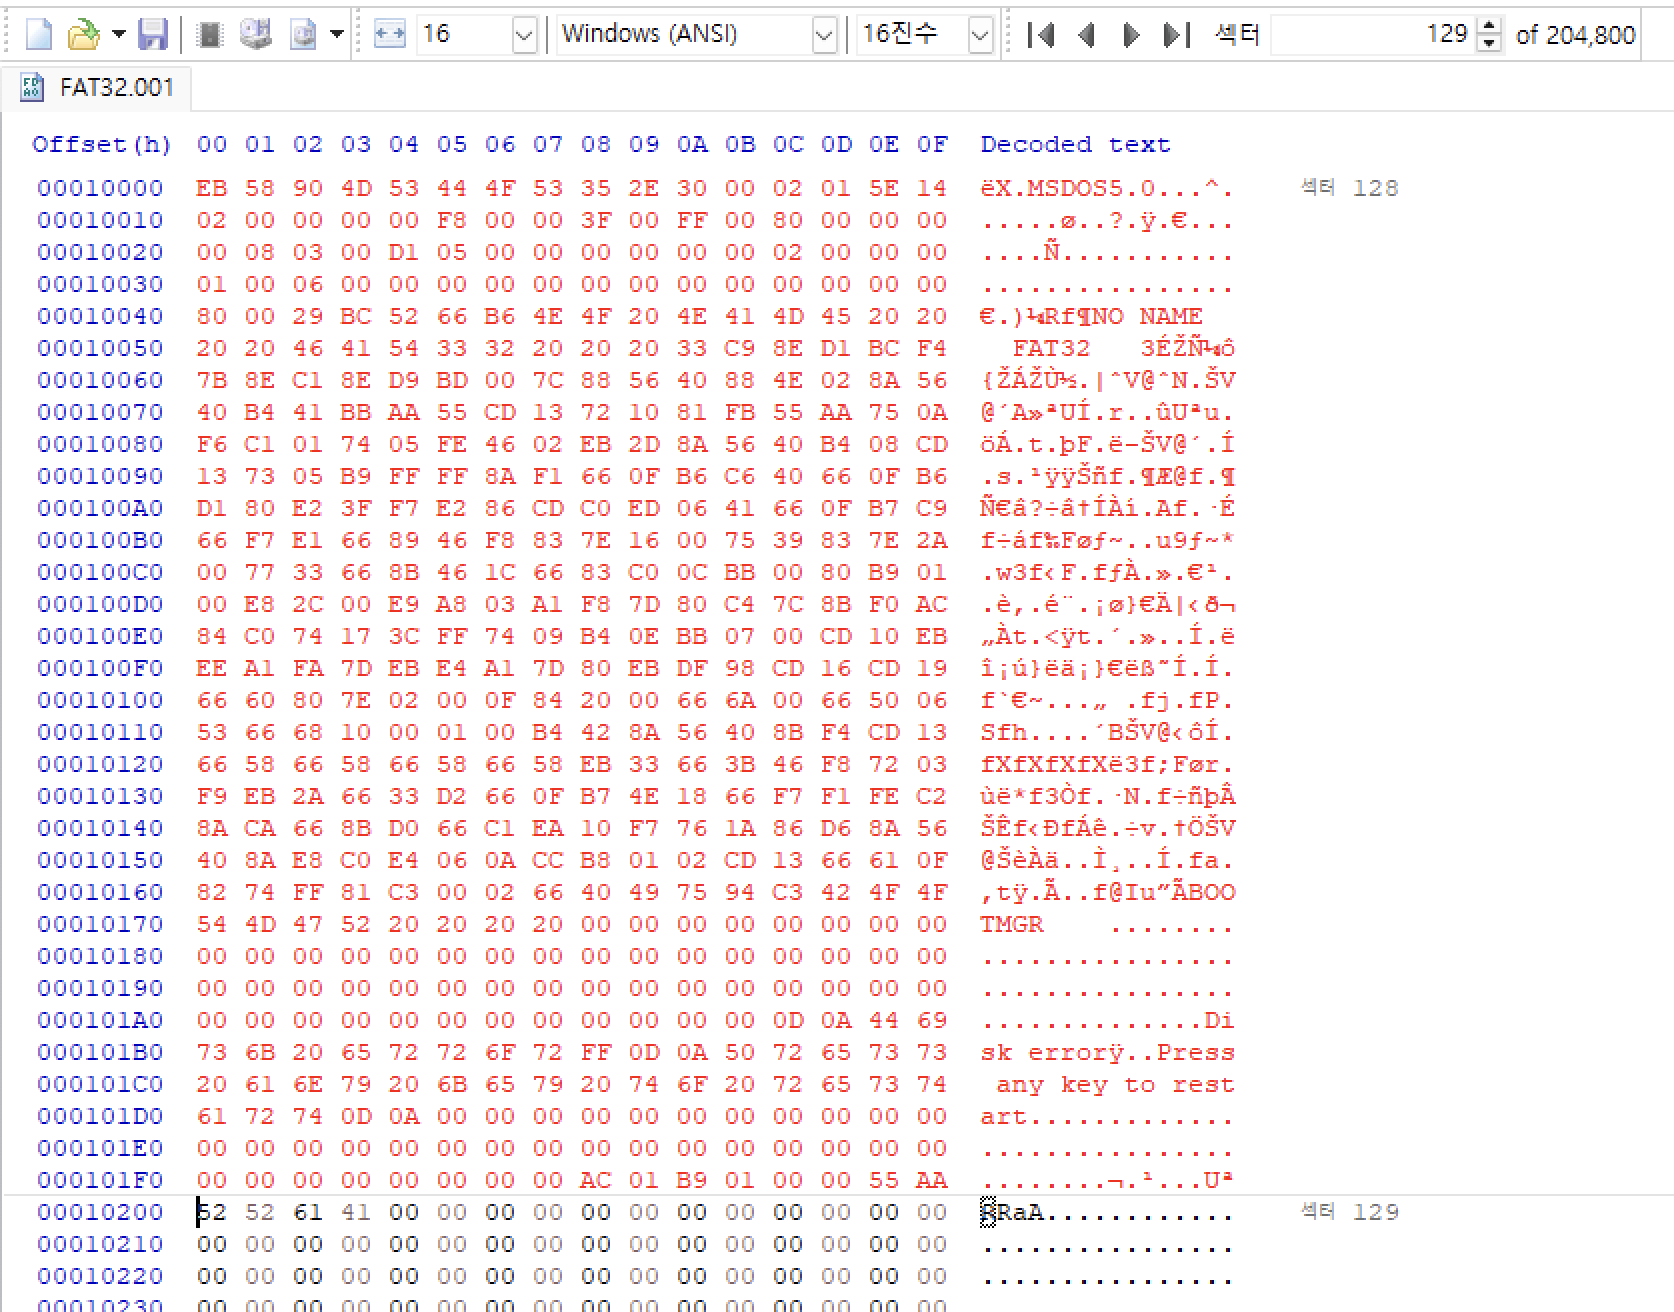 16 Windows (ANSI) 16진수 섹터 129 of 204,800
FAT32.001
Offset(h) 00 01 02 03 04 05 06 07 08 09 0A 0B 0C 0D 0E 0F Decoded text
00010000 EB 58 90 4D 53 44 4F 53 35 2E 30 00 02 01 5E 14 ëX.MSDOS5.0...^. 섹터 128
00010010 02 00 00 00 00 F8 00 00 3F 00 FF 00 80 00 00 00 .....ø..?.ÿ.€...
00010020 00 08 03 00 D1 05 00 00 00 00 00 00 02 00 00 00 ....Ñ...........
00010030 01 00 06 00 00 00 00 00 00 00 00 00 00 00 00 00 ................
00010040 80 00 29 BC 52 66 B6 4E 4F 20 4E 41 4D 45 20 20 €.)¼Rf¶NO NAME
00010050 20 20 46 41 54 33 32 20 20 20 33 C9 8E D1 BC F4 FAT32   3ÉŽÑ¼ô
00010060 7B 8E C1 8E D9 BD 00 7C 88 56 40 88 4E 02 8A 56 {ŽÁŽÙ½.|ˆV@ˆN.ŠV
00010070 40 B4 41 BB AA 55 CD 13 72 10 81 FB 55 AA 75 0A @´A»ªUÍ.r..ûUªu.
00010080 F6 C1 01 74 05 FE 46 02 EB 2D 8A 56 40 B4 08 CD öÁ.t.þF.ë-ŠV@´.Í
00010090 13 73 05 B9 FF FF 8A F1 66 0F B6 C6 40 66 0F B6 .s.¹ÿÿŠñf.¶Æ@f.¶
000100A0 D1 80 E2 3F F7 E2 86 CD C0 ED 06 41 66 0F B7 C9 Ñ€â?÷â†ÍÀí.Af.·É
000100B0 66 F7 E1 66 89 46 F8 83 7E 16 00 75 39 83 7E 2A f÷áf‰Føƒ~..u9ƒ~*
000100C0 00 77 33 66 8B 46 1C 66 83 C0 0C BB 00 80 B9 01 .w3f‹F.fƒÀ.».€¹.
000100D0 00 E8 2C 00 E9 A8 03 A1 F8 7D 80 C4 7C 8B F0 AC .è,.é¨.¡ø}€Ä|‹ð¬
000100E0 84 C0 74 17 3C FF 74 09 B4 0E BB 07 00 CD 10 EB „Àt.<ÿt.´.»..Í.ë
000100F0 EE A1 FA 7D EB E4 A1 7D 80 EB DF 98 CD 16 CD 19 î¡ú}ëä¡}€ëß˜Í.Í.
00010100 66 60 80 7E 02 00 0F 84 20 00 66 6A 00 66 50 06 f`€~...„ .fj.fP.
00010110 53 66 68 10 00 01 00 B4 42 8A 56 40 8B F4 CD 13 Sfh....´BŠV@‹ôÍ.
00010120 66 58 66 58 66 58 66 58 EB 33 66 3B 46 F8 72 03 fXfXfXfXë3f;Før.
00010130 F9 EB 2A 66 33 D2 66 0F B7 4E 18 66 F7 F1 FE C2 ùë*f3Òf.·N.f÷ñþÂ
00010140 8A CA 66 8B D0 66 C1 EA 10 F7 76 1A 86 D6 8A 56 ŠÊf‹ÐfÁê.÷v.†ÖŠV
00010150 40 8A E8 C0 E4 06 0A CC B8 01 02 CD 13 66 61 0F @ŠèÀä..Ì¸..Í.fa.
00010160 82 74 FF 81 C3 00 02 66 40 49 75 94 C3 42 4F 4F ‚tÿ.Ã..f@Iu”ÃBOO
00010170 54 4D 47 52 20 20 20 20 00 00 00 00 00 00 00 00 TMGR    ........
00010180 00 00 00 00 00 00 00 00 00 00 00 00 00 00 00 00 ................
00010190 00 00 00 00 00 00 00 00 00 00 00 00 00 00 00 00 ................
000101A0 00 00 00 00 00 00 00 00 00 00 00 00 0D 0A 44 69 ..............Di
000101B0 73 6B 20 65 72 72 6F 72 FF 0D 0A 50 72 65 73 73 sk errorÿ..Press
000101C0 20 61 6E 79 20 6B 65 79 20 74 6F 20 72 65 73 74 any key to rest
000101D0 61 72 74 0D 0A 00 00 00 00 00 00 00 00 00 00 00 art.............
000101E0 00 00 00 00 00 00 00 00 00 00 00 00 00 00 00 00 ................
000101F0 00 00 00 00 00 00 00 00 AC 01 B9 01 00 00 55 AA ........¬.¹...Uª
00010200 52 52 61 41 00 00 00 00 00 00 00 00 00 00 00 00 RRaA............ 섹터 129
00010210 00 00 00 00 00 00 00 00 00 00 00 00 00 00 00 00 ................
00010220 00 00 00 00 00 00 00 00 00 00 00 00 00 00 00 00 ................
00010230 00 00 00 00 00 00 00 00 00 00 00 00 00 00 00 00